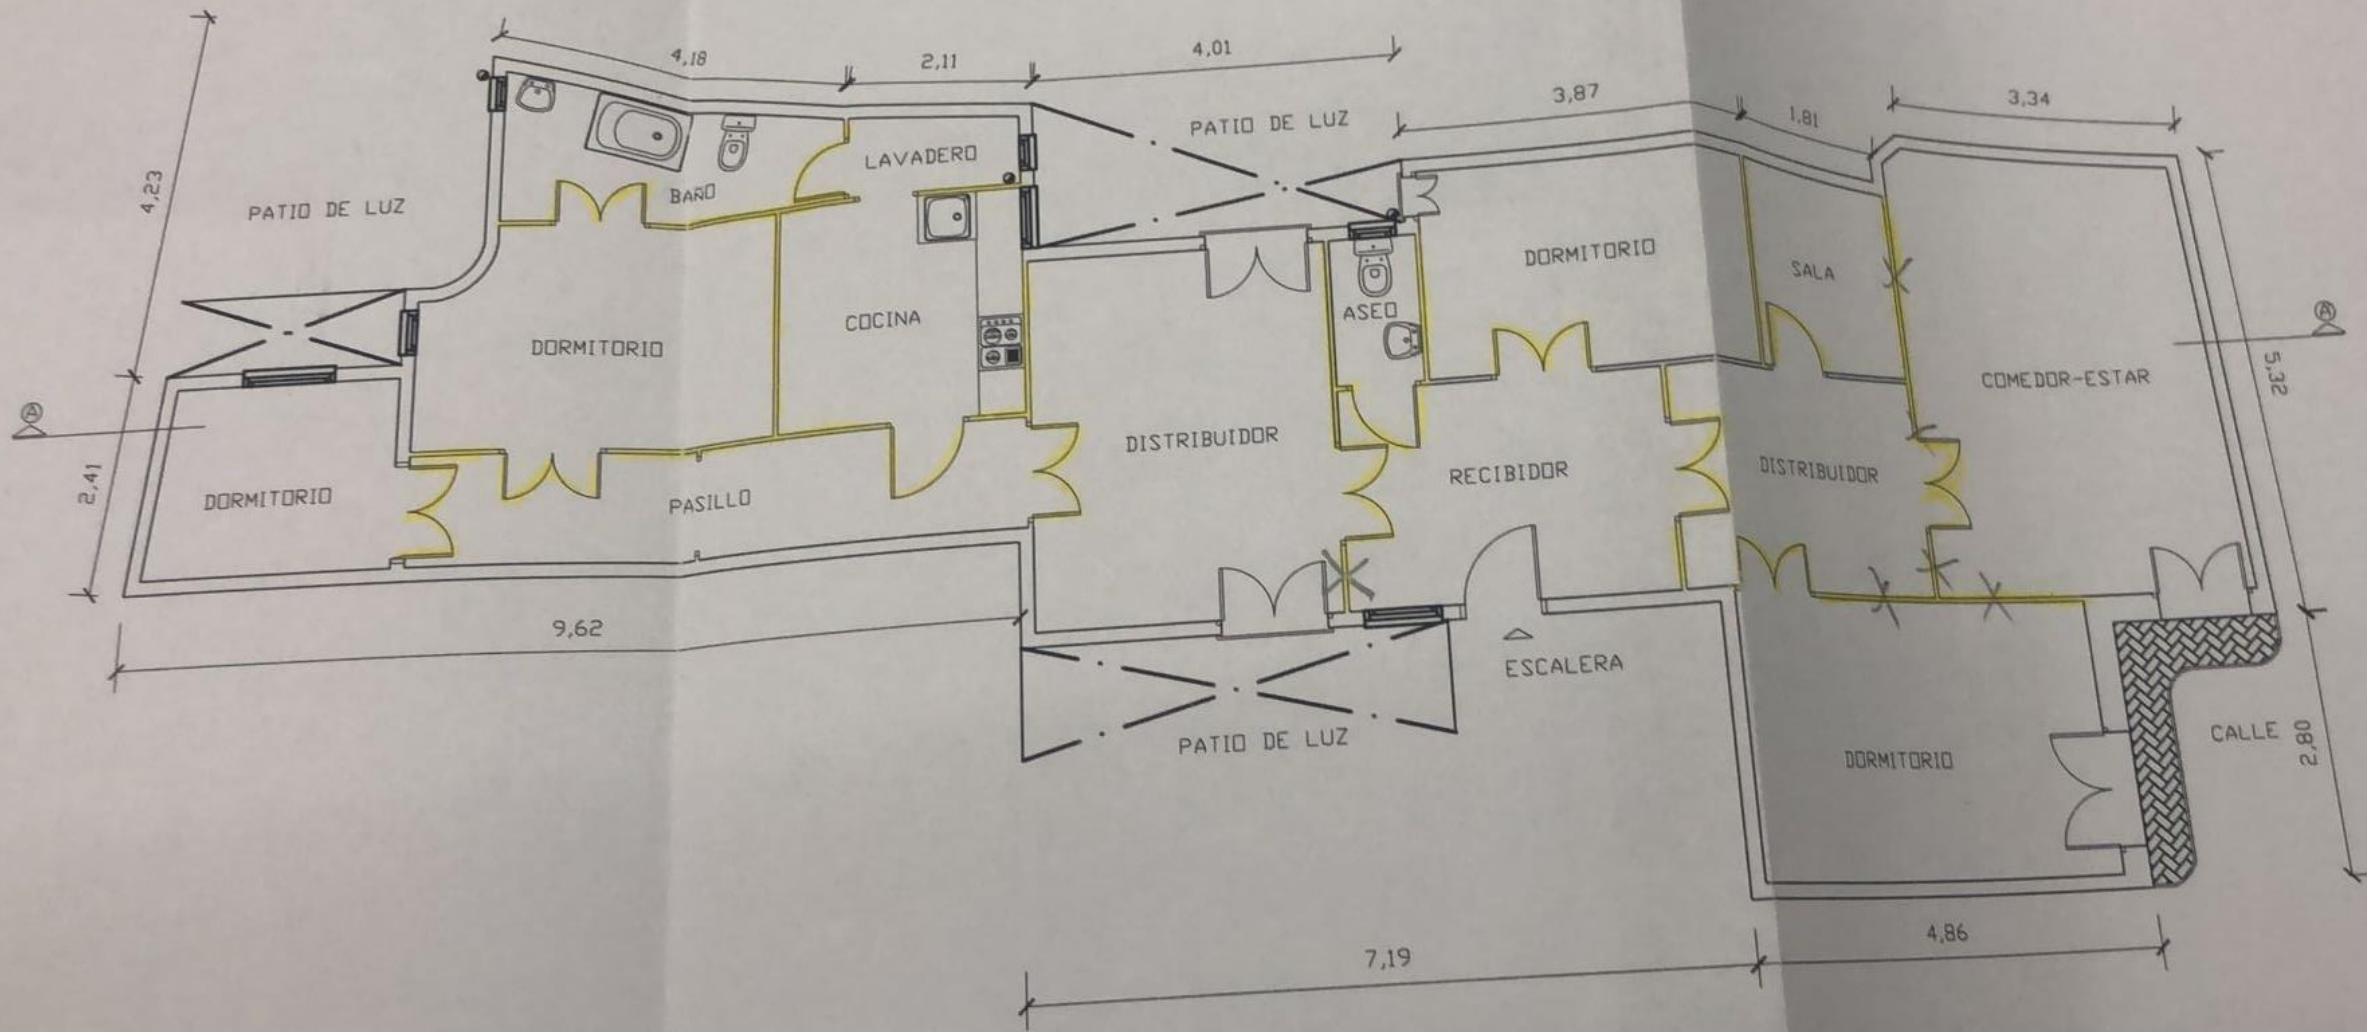 4,18
2,11
4,01
3,87
1,81
3,34
4,23
PATIO DE LUZ
BAÑO
LAVADERO
PATIO DE LUZ
DORMITORIO
SALA
ASEO
COCINA
DORMITORIO
A
A
5,32
COMEDOR-ESTAR
2,41
DORMITORIO
PASILLO
DISTRIBUIDOR
RECIBIDOR
DISTRIBUIDOR
9,62
ESCALERA
PATIO DE LUZ
DORMITORIO
CALLE
2,80
7,19
4,86